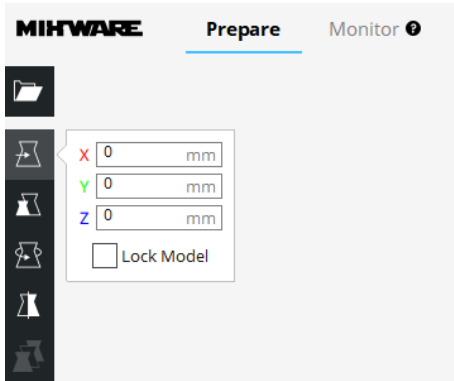 MIHWARE Prepare Monitor ?
X 0 mm
Y 0 mm
Z 0 mm
Lock Model